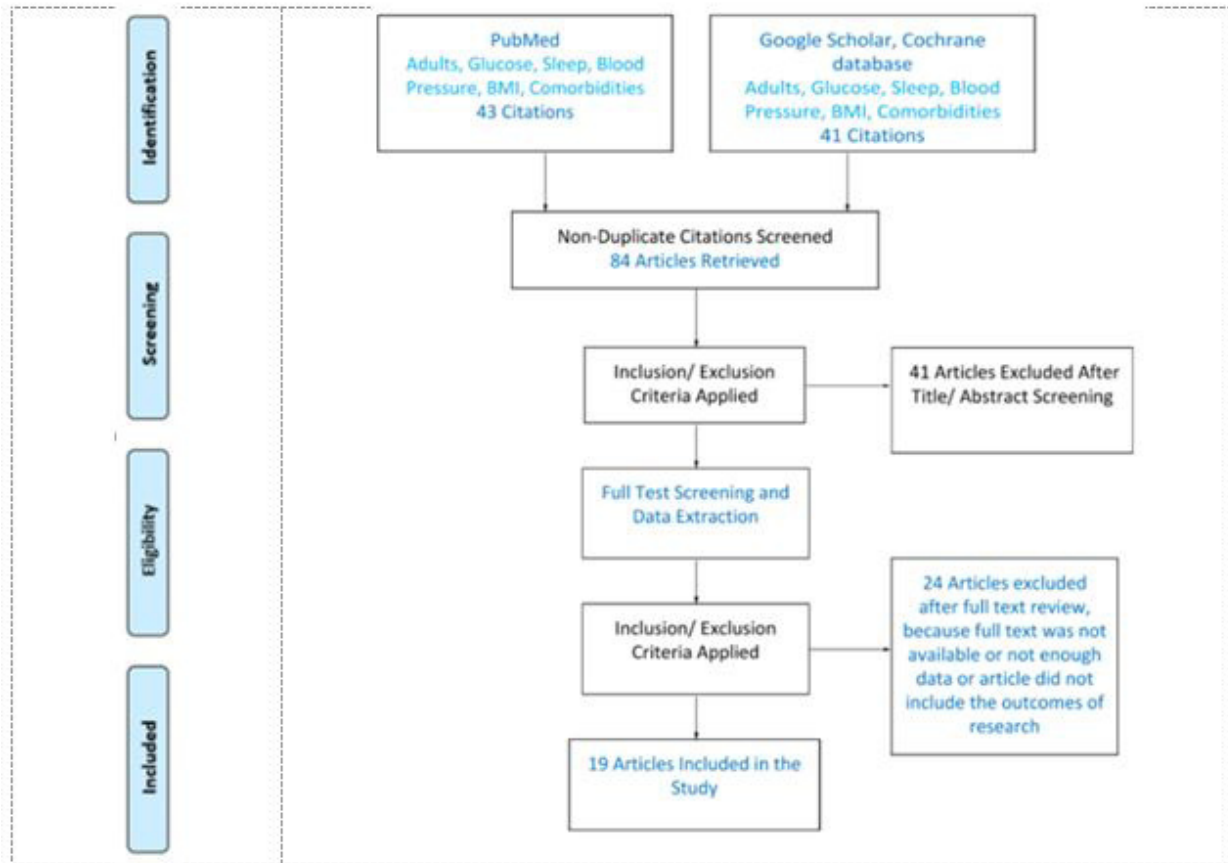 Identification
PubMed
Adults, Glucose, Sleep, Blood
Pressure, BMI, Comorbidities
43 Citations
Google Scholar, Cochrane
database
Adults, Glucose, Sleep, Blood
Pressure, BMI, Comorbidities
41 Citations
Screening
Non-Duplicate Citations Screened
84 Articles Retrieved
Inclusion/ Exclusion
Criteria Applied
41 Articles Excluded After
Title/ Abstract Screening
Eligibility
Full Test Screening and
Data Extraction
Inclusion/ Exclusion
Criteria Applied
24 Articles excluded
after full text review,
because full text was not
available or not enough
data or article did not
include the outcomes of
research
Included
19 Articles Included in the
Study